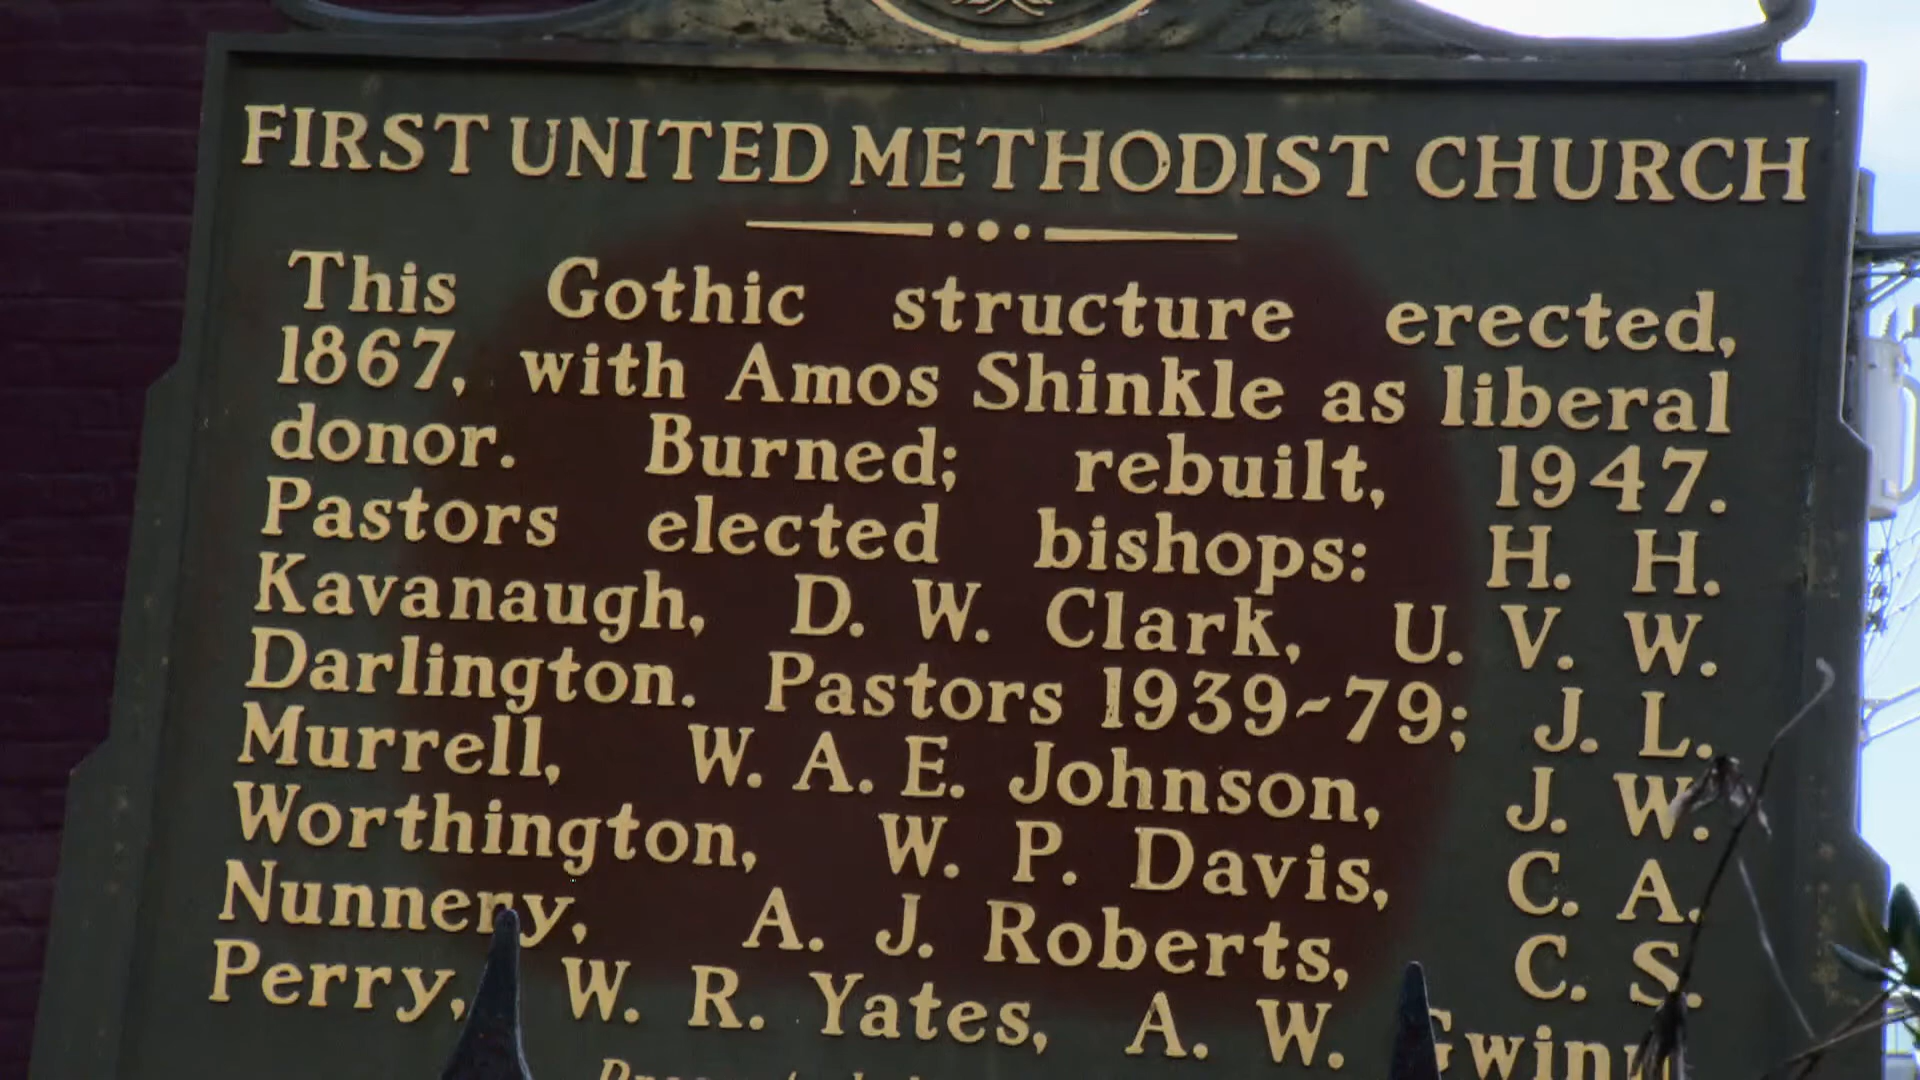 FIRST UNITED METHODIST CHURCH
This Gothic structure erected,
1867, with Amos Shinkle as liberal
donor. Burned; rebuilt, 1947.
Pastors elected bishops: H. H.
Kavanaugh, D. W. Clark, U. V. W.
Darlington. Pastors 1939-79; J. L.
Murrell, W. A. E. Johnson, J. W.
Worthington, W. P. Davis, C. A.
Nunnery, A. J. Roberts, C. S.
Perry, W. R. Yates, A. W. Gwinn